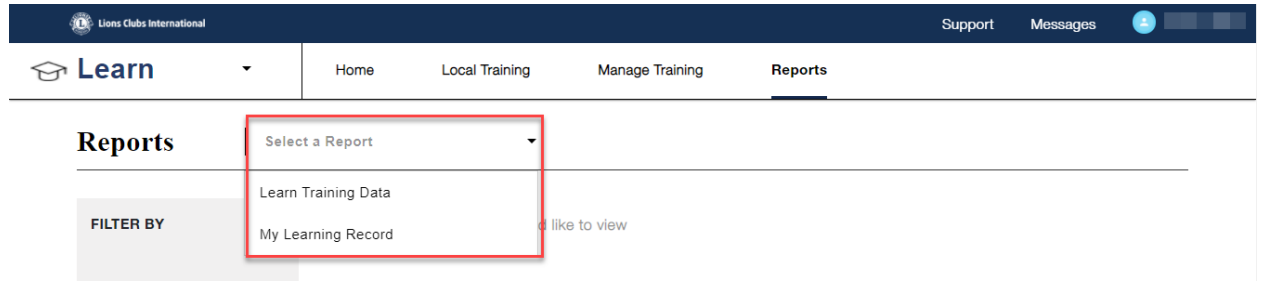 Lions Clubs International
Support Messages
Learn Home Local Training Manage Training Reports
Reports Select a Report
Learn Training Data
FILTER BY like to view
My Learning Record